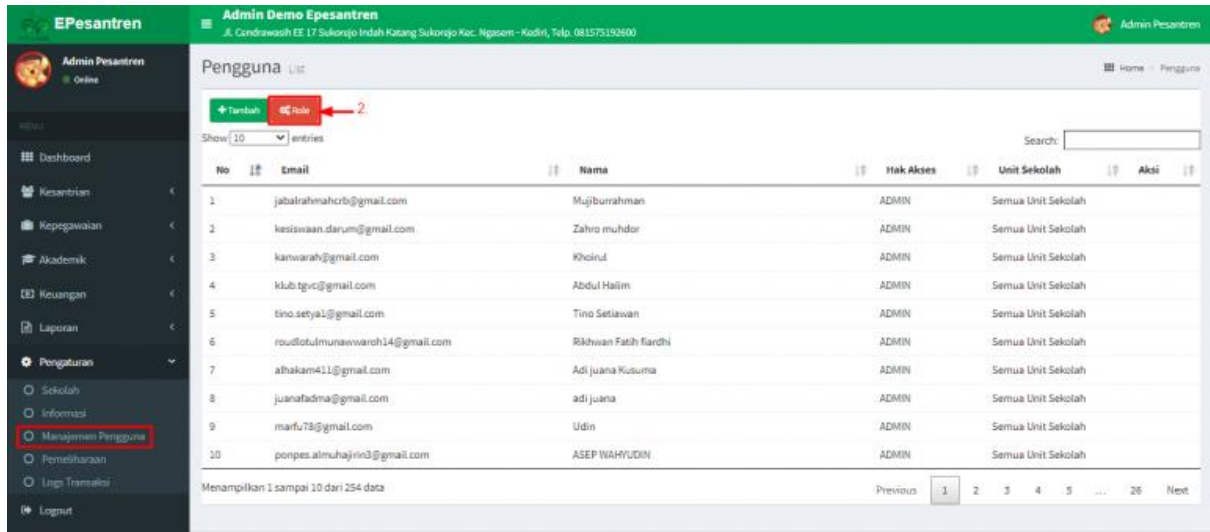 EPesantren
Admin Demo Epesantren
Jl. Cendrawasih EE 17 Sukorejo Indah Katang Sukorejo Kec. Ngasem - Kediri, Telp. 081575192600
Admin Pesantren
Admin Pesantren
Online
MENU
Dashboard
Kesantrian
Kepegawaian
Akademik
Keuangan
Laporan
Pengaturan
Sekolah
Informasi
Manajemen Pengguna
Pemeliharaan
Logs Transaksi
Logout
Pengguna List
Home Pengguna
Tambah Role 2.
Show 10 entries
Search:
No Email Nama Hak Akses Unit Sekolah Aksi
1 jabalrahmahcrb@gmail.com Mujiburrahman ADMIN Semua Unit Sekolah
2 kesiswaan.darum@gmail.com Zahro muhdor ADMIN Semua Unit Sekolah
3 kanwarah@gmail.com Khoirul ADMIN Semua Unit Sekolah
4 klub.tgvc@gmail.com Abdul Halim ADMIN Semua Unit Sekolah
5 tino.setya1@gmail.com Tino Setiawan ADMIN Semua Unit Sekolah
6 roudlotulmunawwaroh14@gmail.com Rikhwan Fatih fiardhi ADMIN Semua Unit Sekolah
7 alhakam411@gmail.com Adi juana Kusuma ADMIN Semua Unit Sekolah
8 juanafadma@gmail.com adi juana ADMIN Semua Unit Sekolah
9 marfu78@gmail.com Udin ADMIN Semua Unit Sekolah
10 ponpes.almuhajirin3@gmail.com ASEP WAHYUDIN ADMIN Semua Unit Sekolah
Menampilkan 1 sampai 10 dari 254 data
Previous 1 2 3 4 5 ... 26 Next